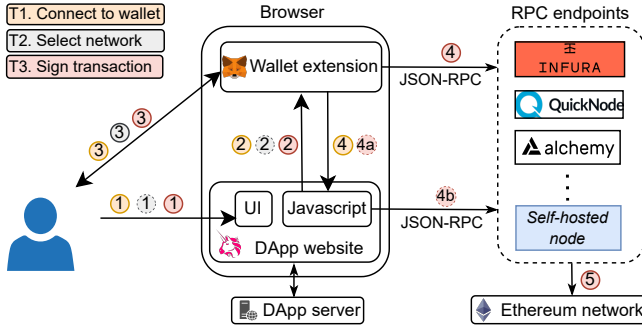 T1. Connect to wallet
T2. Select network
T3. Sign transaction
Browser
RPC endpoints
Wallet extension
4
JSON-RPC
INFURA
QuickNode
alchemy
3 3 3
2 2 2 4 4a
1 1 1
UI
Javascript
4b
JSON-RPC
Self-hosted
node
DApp website
5
DApp server
Ethereum network